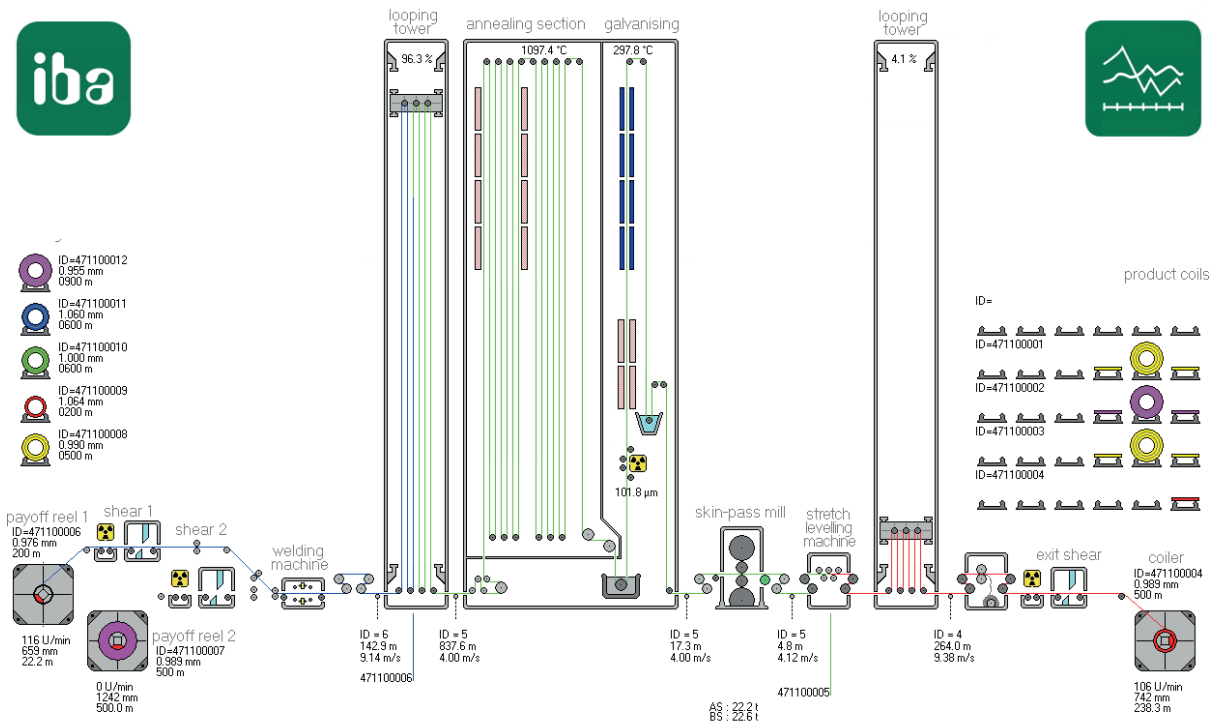 iba
looping
tower
annealing section
galvanising
looping
tower
96.3 %
1097.4 °C
297.8 °C
4.1 %
ID=471100012
0.955 mm
0900 m
ID=471100011
1.060 mm
0600 m
ID=471100010
1.000 mm
0600 m
ID=471100009
1.064 mm
0200 m
ID=471100008
0.990 mm
0500 m
product coils
ID=
ID=471100001
ID=471100002
ID=471100003
ID=471100004
101.8 µm
payoff reel 1
ID=471100006
0.976 mm
200 m
shear 1
shear 2
welding
machine
skin-pass mill
stretch
levelling
machine
exit shear
coiler
ID=471100004
0.989 mm
500 m
116 U/min
659 mm
22.2 m
payoff reel 2
ID=471100007
0.989 mm
500 m
0 U/min
1242 mm
500.0 m
ID = 6
142.9 m
9.14 m/s
471100006
ID = 5
837.6 m
4.00 m/s
ID = 5
17.3 m
4.00 m/s
ID = 5
4.8 m
4.12 m/s
471100005
AS : 22.2 t
BS : 22.6 t
ID = 4
264.0 m
9.38 m/s
106 U/min
742 mm
238.3 m